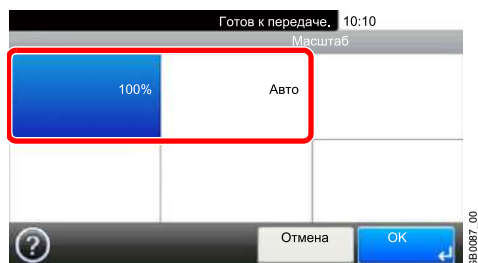 Готов к передаче. 10:10
Масштаб
100% Авто
? Отмена OK
GB0087_00